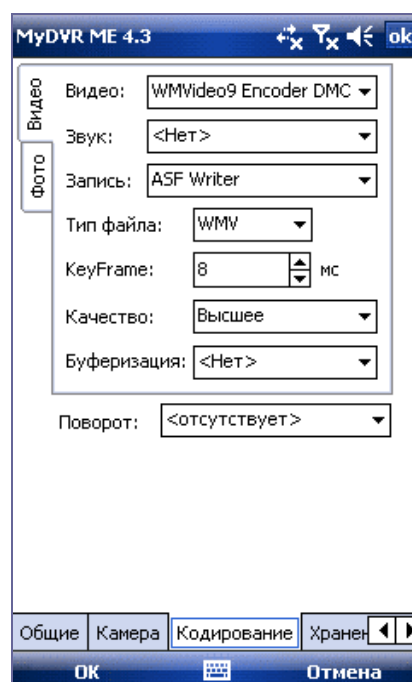 MyDVR ME 4.3 ok
Видео
Фото
Видео: WMVideo9 Encoder DMC
Звук: <Нет>
Запись: ASF Writer
Тип файла: WMV
KeyFrame: 8 мс
Качество: Высшее
Буферизация: <Нет>
Поворот: <отсутствует>
Общие Камера Кодирование Хранен
ОК Отмена